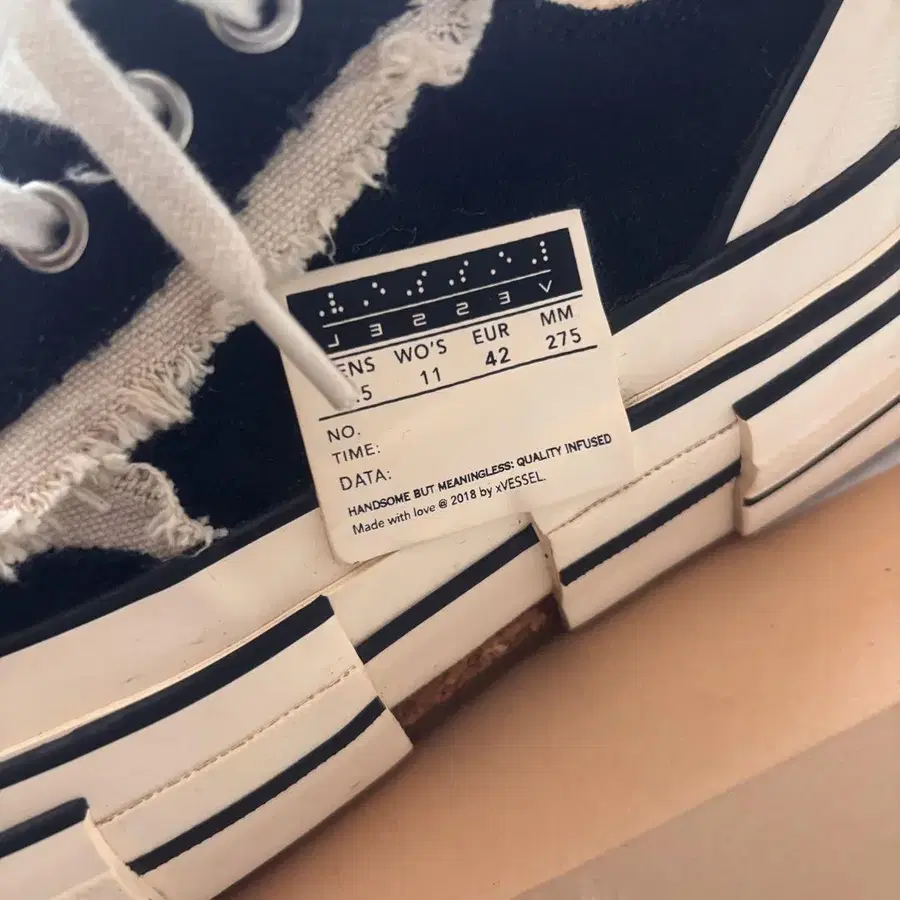 ⅃ Ǝ Ƨ Ƨ Ǝ V
ENS WO'S EUR MM
.5 11 42 275
NO.
TIME:
DATA:
HANDSOME BUT MEANINGLESS: QUALITY INFUSED
Made with love @ 2018 by xVESSEL.